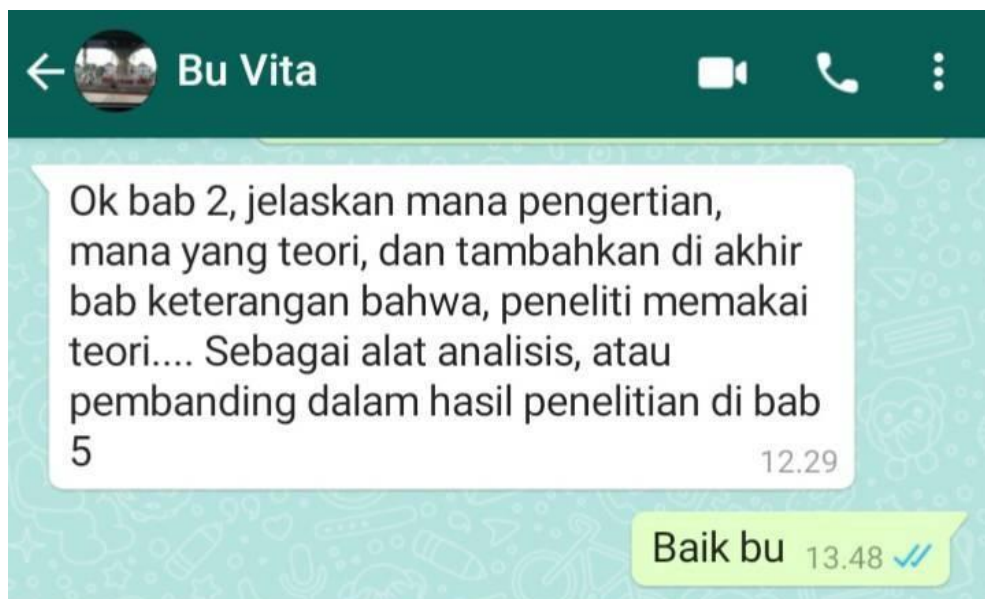 Bu Vita
Ok bab 2, jelaskan mana pengertian,
mana yang teori, dan tambahkan di akhir
bab keterangan bahwa, peneliti memakai
teori.... Sebagai alat analisis, atau
pembanding dalam hasil penelitian di bab
5
12.29
Baik bu 13.48